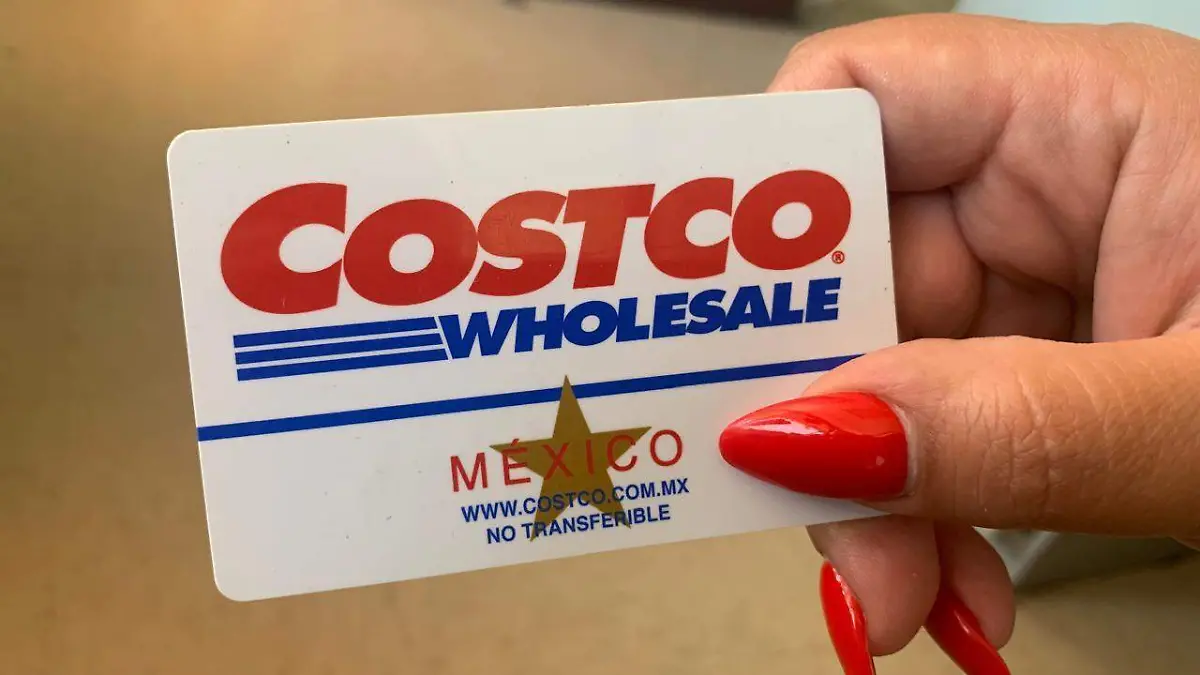 COSTCO®
WHOLESALE
MÉXICO
WWW.COSTCO.COM.MX
NO TRANSFERIBLE